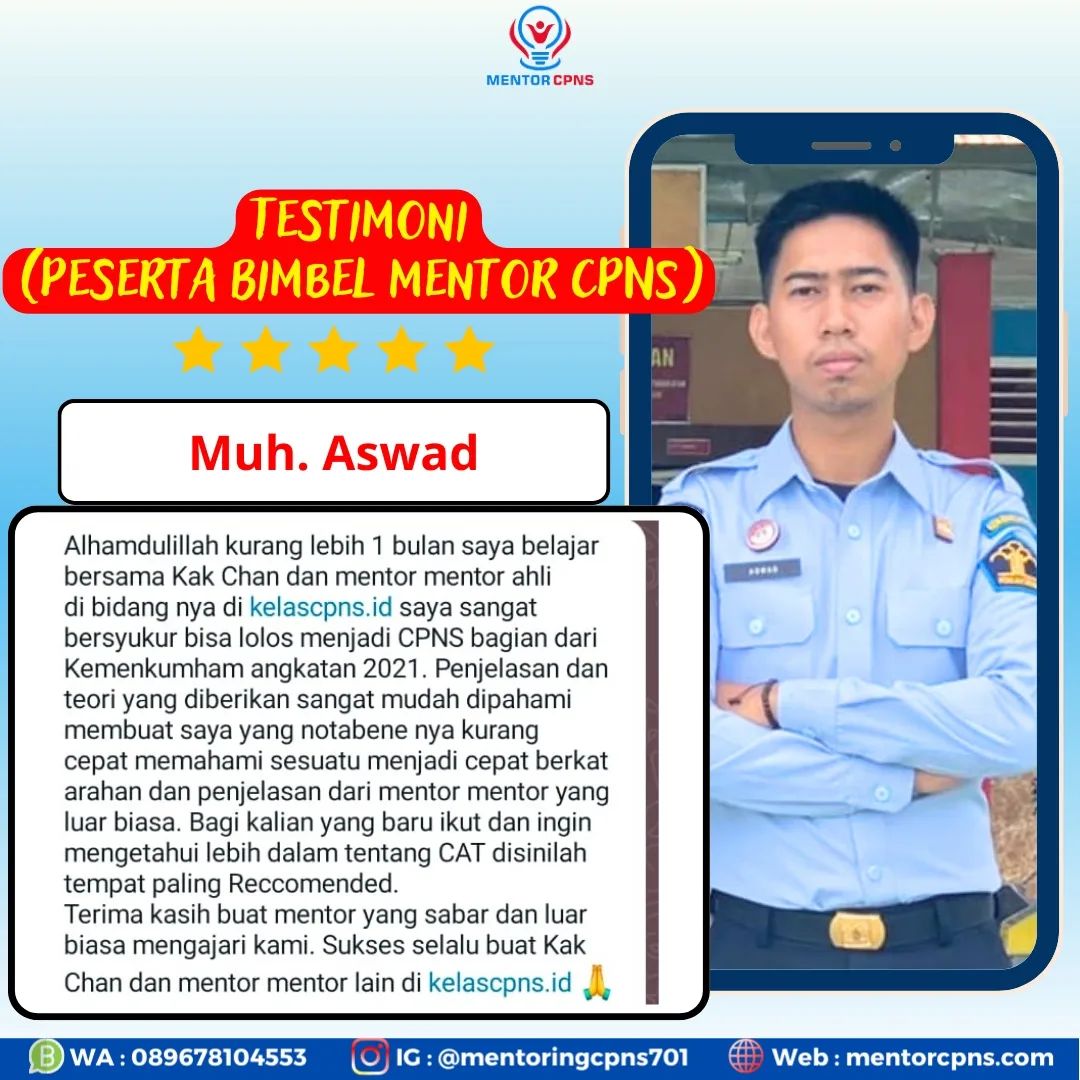 MENTOR CPNS
TESTIMONI
(PESERTA BIMBEL MENTOR CPNS)
Muh. Aswad
Alhamdulillah kurang lebih 1 bulan saya belajar
bersama Kak Chan dan mentor mentor ahli
di bidang nya di kelascpns.id saya sangat
bersyukur bisa lolos menjadi CPNS bagian dari
Kemenkumham angkatan 2021. Penjelasan dan
teori yang diberikan sangat mudah dipahami
membuat saya yang notabene nya kurang
cepat memahami sesuatu menjadi cepat berkat
arahan dan penjelasan dari mentor mentor yang
luar biasa. Bagi kalian yang baru ikut dan ingin
mengetahui lebih dalam tentang CAT disinilah
tempat paling Reccomended.
Terima kasih buat mentor yang sabar dan luar
biasa mengajari kami. Sukses selalu buat Kak
Chan dan mentor mentor lain di kelascpns.id 🙏
AN
ASWAD
WA : 089678104553 IG : @mentoringcpns701 Web : mentorcpns.com